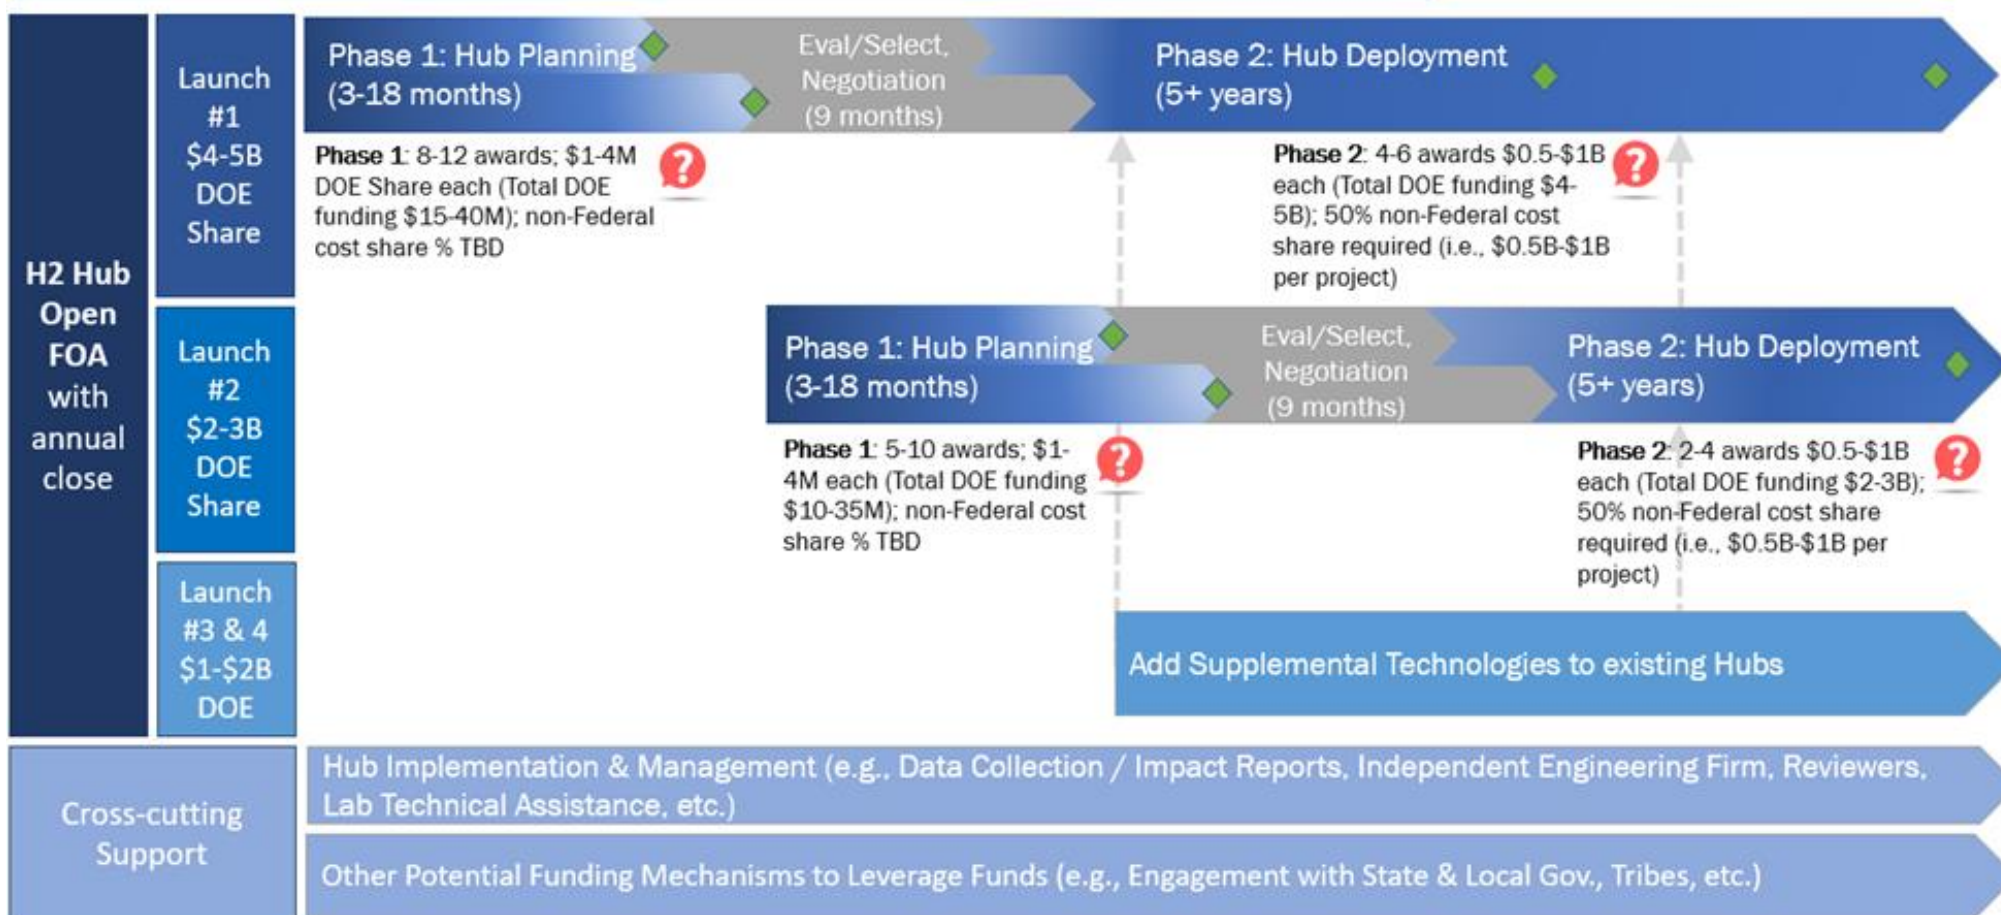 H2 Hub
Open
FOA
with
annual
close
Launch
#1
$4-5B
DOE
Share
Phase 1: Hub Planning
(3-18 months)
Eval/Select,
Negotiation
(9 months)
Phase 2: Hub Deployment
(5+ years)
Phase 1: 8-12 awards; $1-4M
DOE Share each (Total DOE
funding $15-40M); non-Federal
cost share % TBD
?
Phase 2: 4-6 awards $0.5-$1B
each (Total DOE funding $4-
5B); 50% non-Federal cost
share required (i.e., $0.5B-$1B
per project)
?
Launch
#2
$2-3B
DOE
Share
Phase 1: Hub Planning
(3-18 months)
Eval/Select,
Negotiation
(9 months)
Phase 2: Hub Deployment
(5+ years)
Phase 1: 5-10 awards; $1-
4M each (Total DOE funding
$10-35M); non-Federal cost
share % TBD
?
Phase 2: 2-4 awards $0.5-$1B
each (Total DOE funding $2-3B);
50% non-Federal cost share
required (i.e., $0.5B-$1B per
project)
?
Launch
#3 & 4
$1-$2B
DOE
Add Supplemental Technologies to existing Hubs
Cross-cutting
Support
Hub Implementation & Management (e.g., Data Collection / Impact Reports, Independent Engineering Firm, Reviewers,
Lab Technical Assistance, etc.)
Other Potential Funding Mechanisms to Leverage Funds (e.g., Engagement with State & Local Gov., Tribes, etc.)